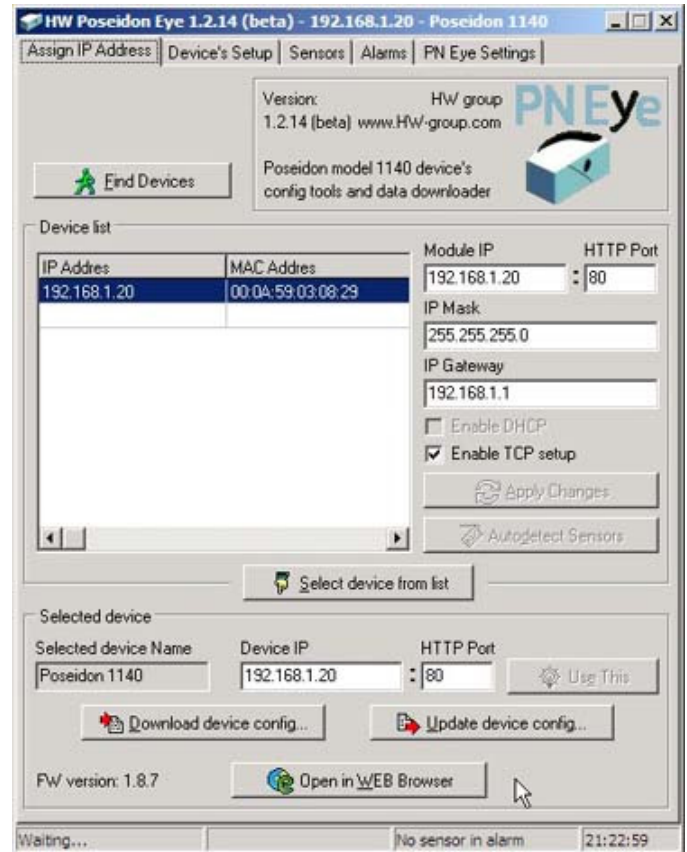 HW Poseidon Eye 1.2.14 (beta) - 192.168.1.20 - Poseidon 1140
Assign IP Address
Device's Setup
Sensors
Alarms
PN Eye Settings
Find Devices
Version: HW group
1.2.14 (beta) www.HW-group.com
Poseidon model 1140 device's
config tools and data downloader
PN Eye
Device list
IP Addres
MAC Addres
192.168.1.20
00:0A:59:03:08:29
Module IP
HTTP Port
192.168.1.20 : 80
IP Mask
255.255.255.0
IP Gateway
192.168.1.1
Enable DHCP
Enable TCP setup
Apply Changes
Autodetect Sensors
Select device from list
Selected device
Selected device Name
Device IP
HTTP Port
Poseidon 1140
192.168.1.20 : 80
Use This
Download device config...
Update device config...
FW version: 1.8.7
Open in WEB Browser
Waiting...
No sensor in alarm
21:22:59